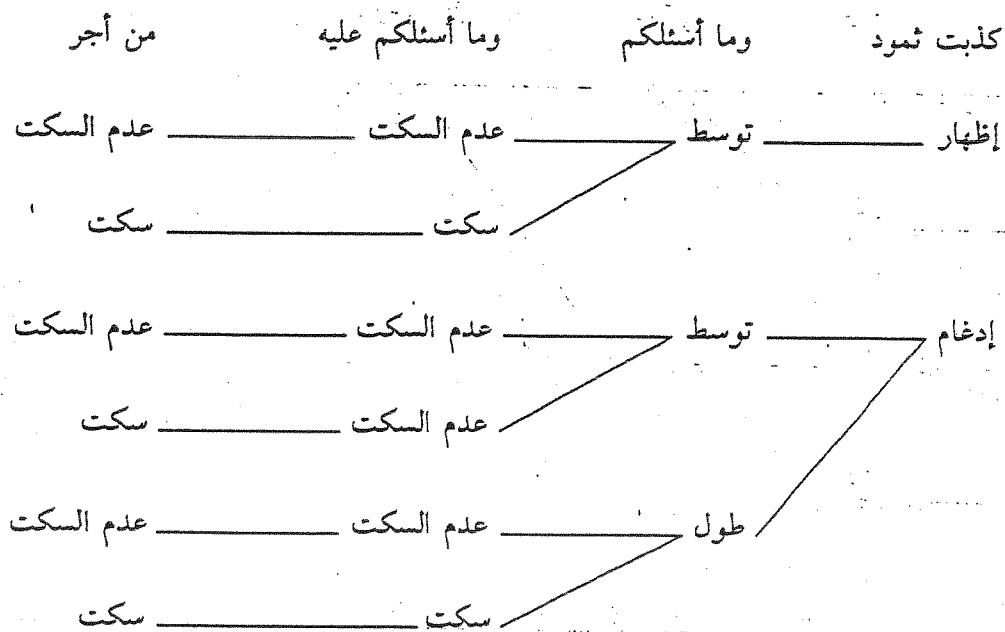 كذبت ثمود وما أسئلكم وما أسئلكم عليه من أجر
إظهار توسط عدم السكت عدم السكت
سكت سكت
إدغام توسط عدم السكت عدم السكت
عدم السكت سكت
طول عدم السكت عدم السكت
سكت سكت